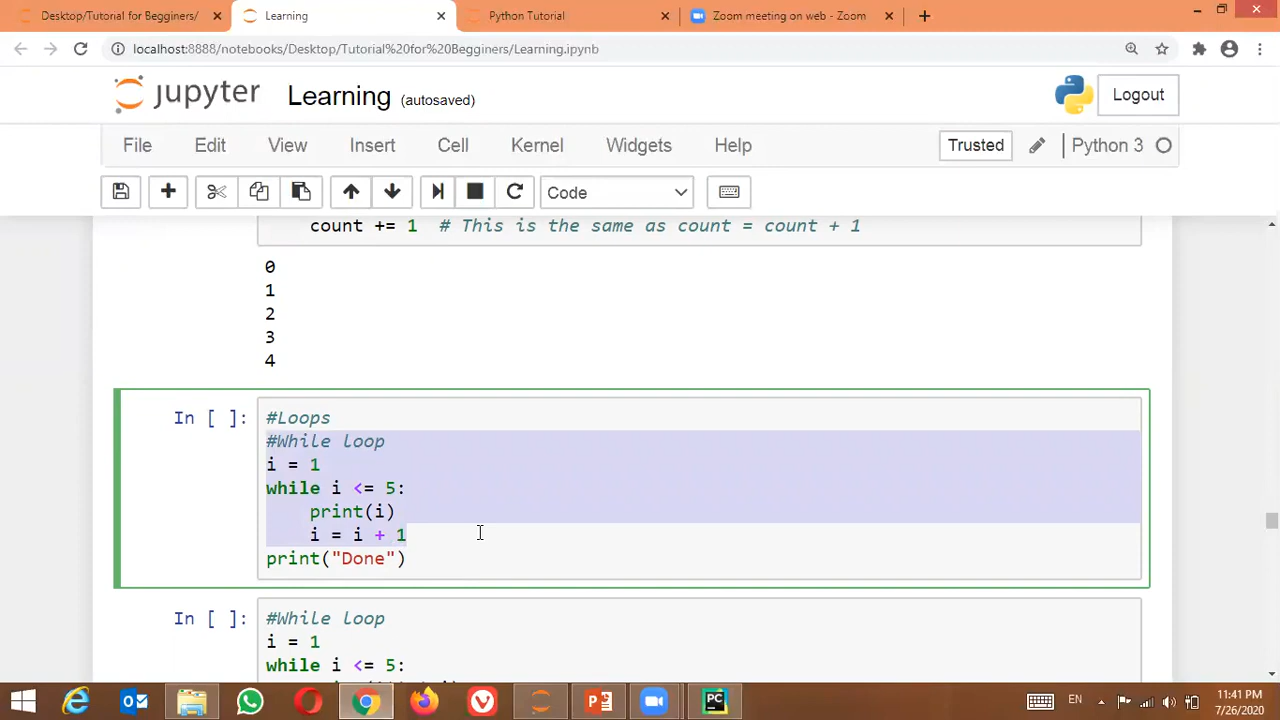 Desktop/Tutorial for Begginers/
Learning
Python Tutorial
Zoom meeting on web - Zoom
localhost:8888/notebooks/Desktop/Tutorial%20for%20Begginers/Learning.ipynb
jupyter Learning (autosaved)
Logout
File Edit View Insert Cell Kernel Widgets Help
Trusted
Python 3
Code
count += 1 # This is the same as count = count + 1
0
1
2
3
4
In [ ]:
#Loops
#While loop
i = 1
while i <= 5:
    print(i)
    i = i + 1
print("Done")
In [ ]:
#While loop
i = 1
while i <= 5:
EN
11:41 PM
7/26/2020